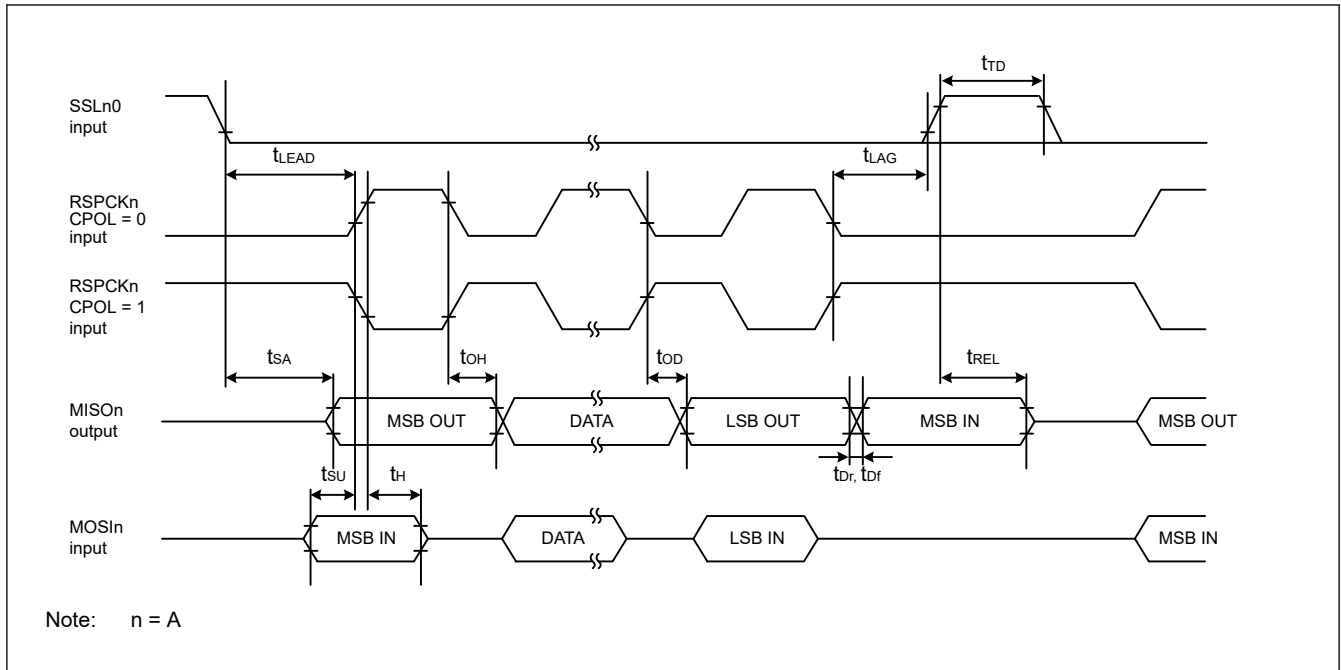 tTD
SSLn0
input
tLEAD
tLAG
RSPCKn
CPOL = 0
input
RSPCKn
CPOL = 1
input
tSA
tOH
tOD
tREL
MISOn
output
MSB OUT
DATA
LSB OUT
MSB IN
MSB OUT
tSU
tH
tDr, tDf
MOSIn
input
MSB IN
DATA
LSB IN
MSB IN
Note: n = A